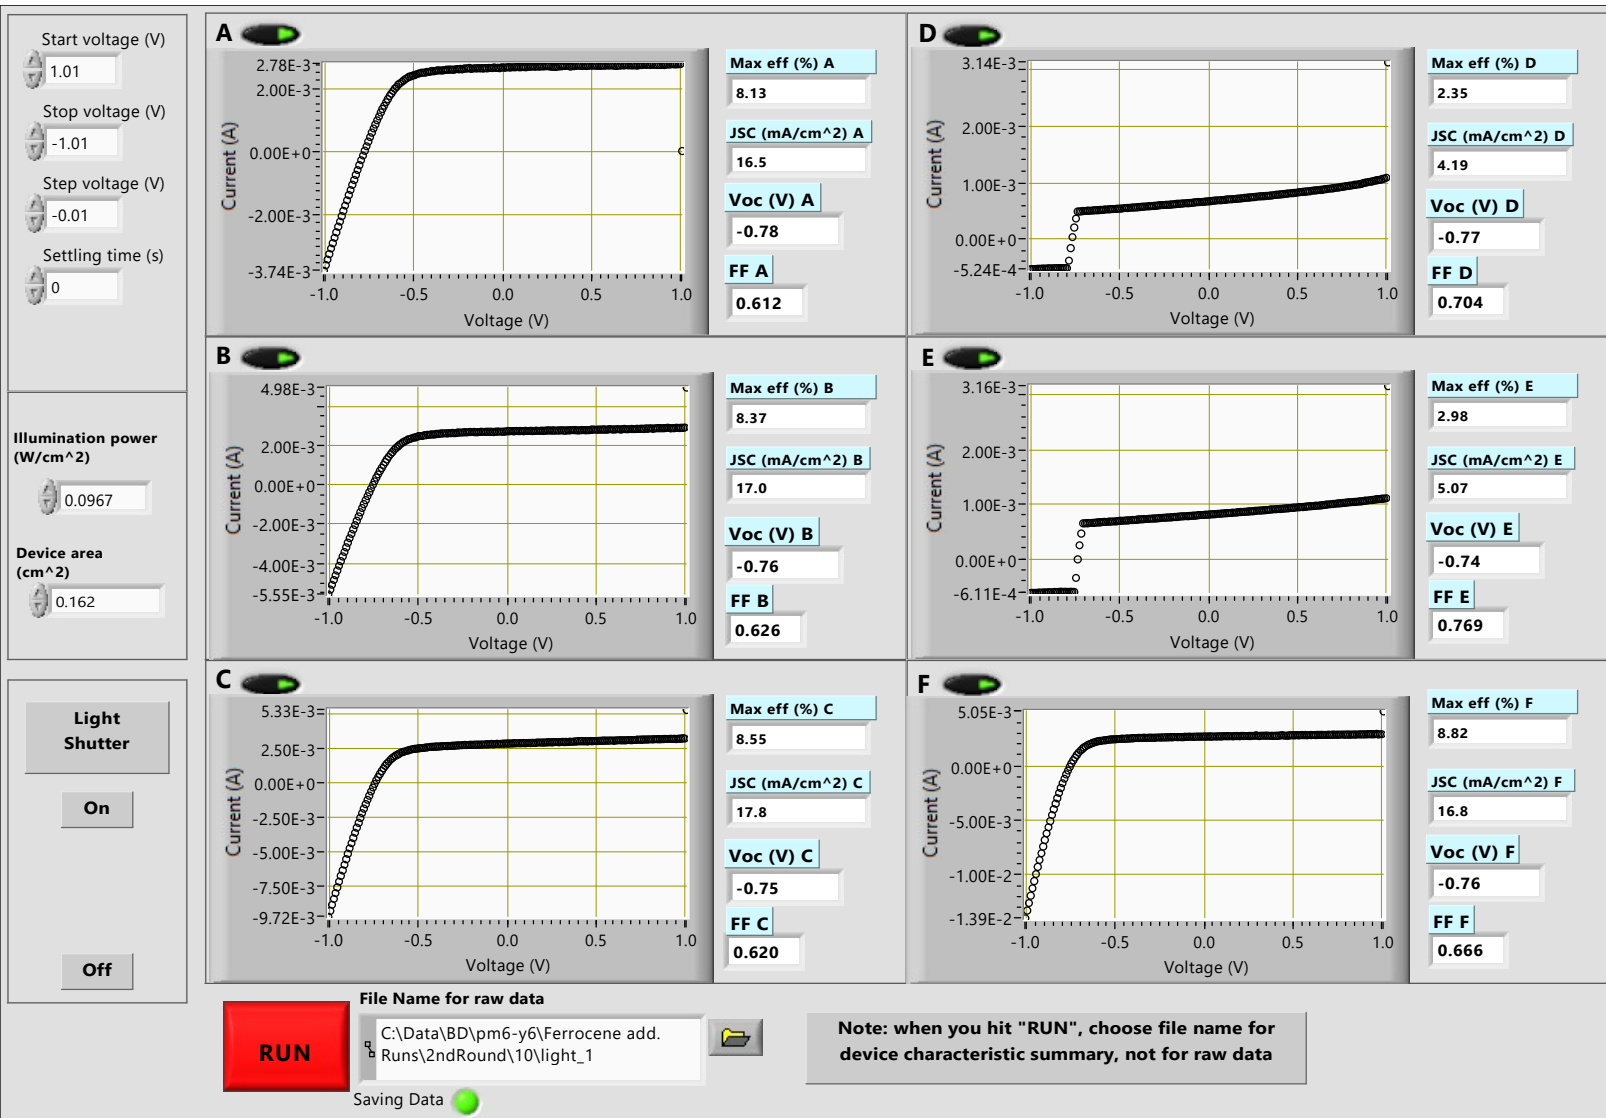 Start voltage (V)
1.01
Stop voltage (V)
-1.01
Step voltage (V)
-0.01
Settling time (s)
0
Illumination power
(W/cm^2)
0.0967
Device area
(cm^2)
0.162
Light
Shutter
On
Off
A
2.78E-3
2.00E-3
0.00E+0
-2.00E-3
-3.74E-3
Current (A)
-1.0 -0.5 0.0 0.5 1.0
Voltage (V)
Max eff (%) A
8.13
JSC (mA/cm^2) A
16.5
Voc (V) A
-0.78
FF A
0.612
B
4.98E-3
2.00E-3
0.00E+0
-2.00E-3
-4.00E-3
-5.55E-3
Current (A)
-1.0 -0.5 0.0 0.5 1.0
Voltage (V)
Max eff (%) B
8.37
JSC (mA/cm^2) B
17.0
Voc (V) B
-0.76
FF B
0.626
C
5.33E-3
2.50E-3
0.00E+0
-2.50E-3
-5.00E-3
-7.50E-3
-9.72E-3
Current (A)
-1.0 -0.5 0.0 0.5 1.0
Voltage (V)
Max eff (%) C
8.55
JSC (mA/cm^2) C
17.8
Voc (V) C
-0.75
FF C
0.620
D
3.14E-3
2.00E-3
1.00E-3
0.00E+0
-5.24E-4
Current (A)
-1.0 -0.5 0.0 0.5 1.0
Voltage (V)
Max eff (%) D
2.35
JSC (mA/cm^2) D
4.19
Voc (V) D
-0.77
FF D
0.704
E
3.16E-3
2.00E-3
1.00E-3
0.00E+0
-6.11E-4
Current (A)
-1.0 -0.5 0.0 0.5 1.0
Voltage (V)
Max eff (%) E
2.98
JSC (mA/cm^2) E
5.07
Voc (V) E
-0.74
FF E
0.769
F
5.05E-3
0.00E+0
-5.00E-3
-1.00E-2
-1.39E-2
Current (A)
-1.0 -0.5 0.0 0.5 1.0
Voltage (V)
Max eff (%) F
8.82
JSC (mA/cm^2) F
16.8
Voc (V) F
-0.76
FF F
0.666
RUN
File Name for raw data
C:\Data\BD\pm6-y6\Ferrocene add.
Runs\2ndRound\10\light_1
Saving Data
Note: when you hit "RUN", choose file name for
device characteristic summary, not for raw data